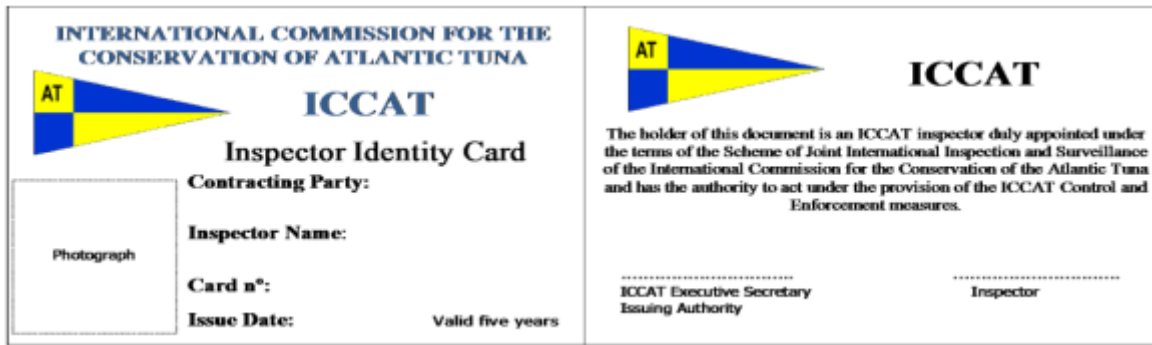 INTERNATIONAL COMMISSION FOR THE
CONSERVATION OF ATLANTIC TUNA
AT
ICCAT
Inspector Identity Card
Contracting Party:
Inspector Name:
Photograph
Card nº:
Issue Date:
Valid five years
AT
ICCAT
The holder of this document is an ICCAT inspector duly appointed under
the terms of the Scheme of Joint International Inspection and Surveillance
of the International Commission for the Conservation of the Atlantic Tuna
and has the authority to act under the provision of the ICCAT Control and
Enforcement measures.
ICCAT Executive Secretary
Issuing Authority
Inspector